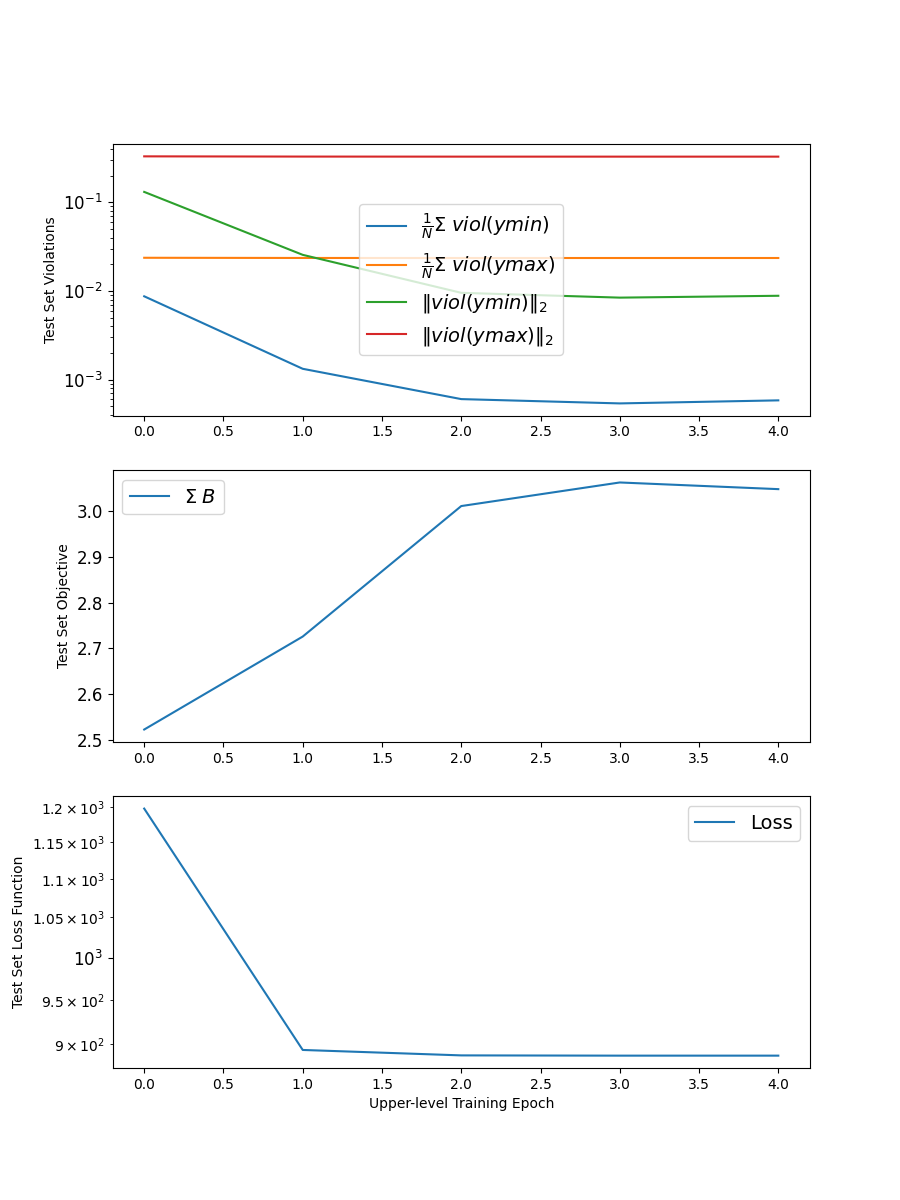 Test Set Violations
10⁻¹
10⁻²
10⁻³
1/N Σ viol(ymin)
1/N Σ viol(ymax)
‖viol(ymin)‖₂
‖viol(ymax)‖₂
0.0 0.5 1.0 1.5 2.0 2.5 3.0 3.5 4.0
Test Set Objective
3.0
2.9
2.8
2.7
2.6
2.5
Σ B
0.0 0.5 1.0 1.5 2.0 2.5 3.0 3.5 4.0
Test Set Loss Function
1.2 × 10³
1.15 × 10³
1.1 × 10³
1.05 × 10³
10³
9.5 × 10²
9 × 10²
Loss
0.0 0.5 1.0 1.5 2.0 2.5 3.0 3.5 4.0
Upper-level Training Epoch